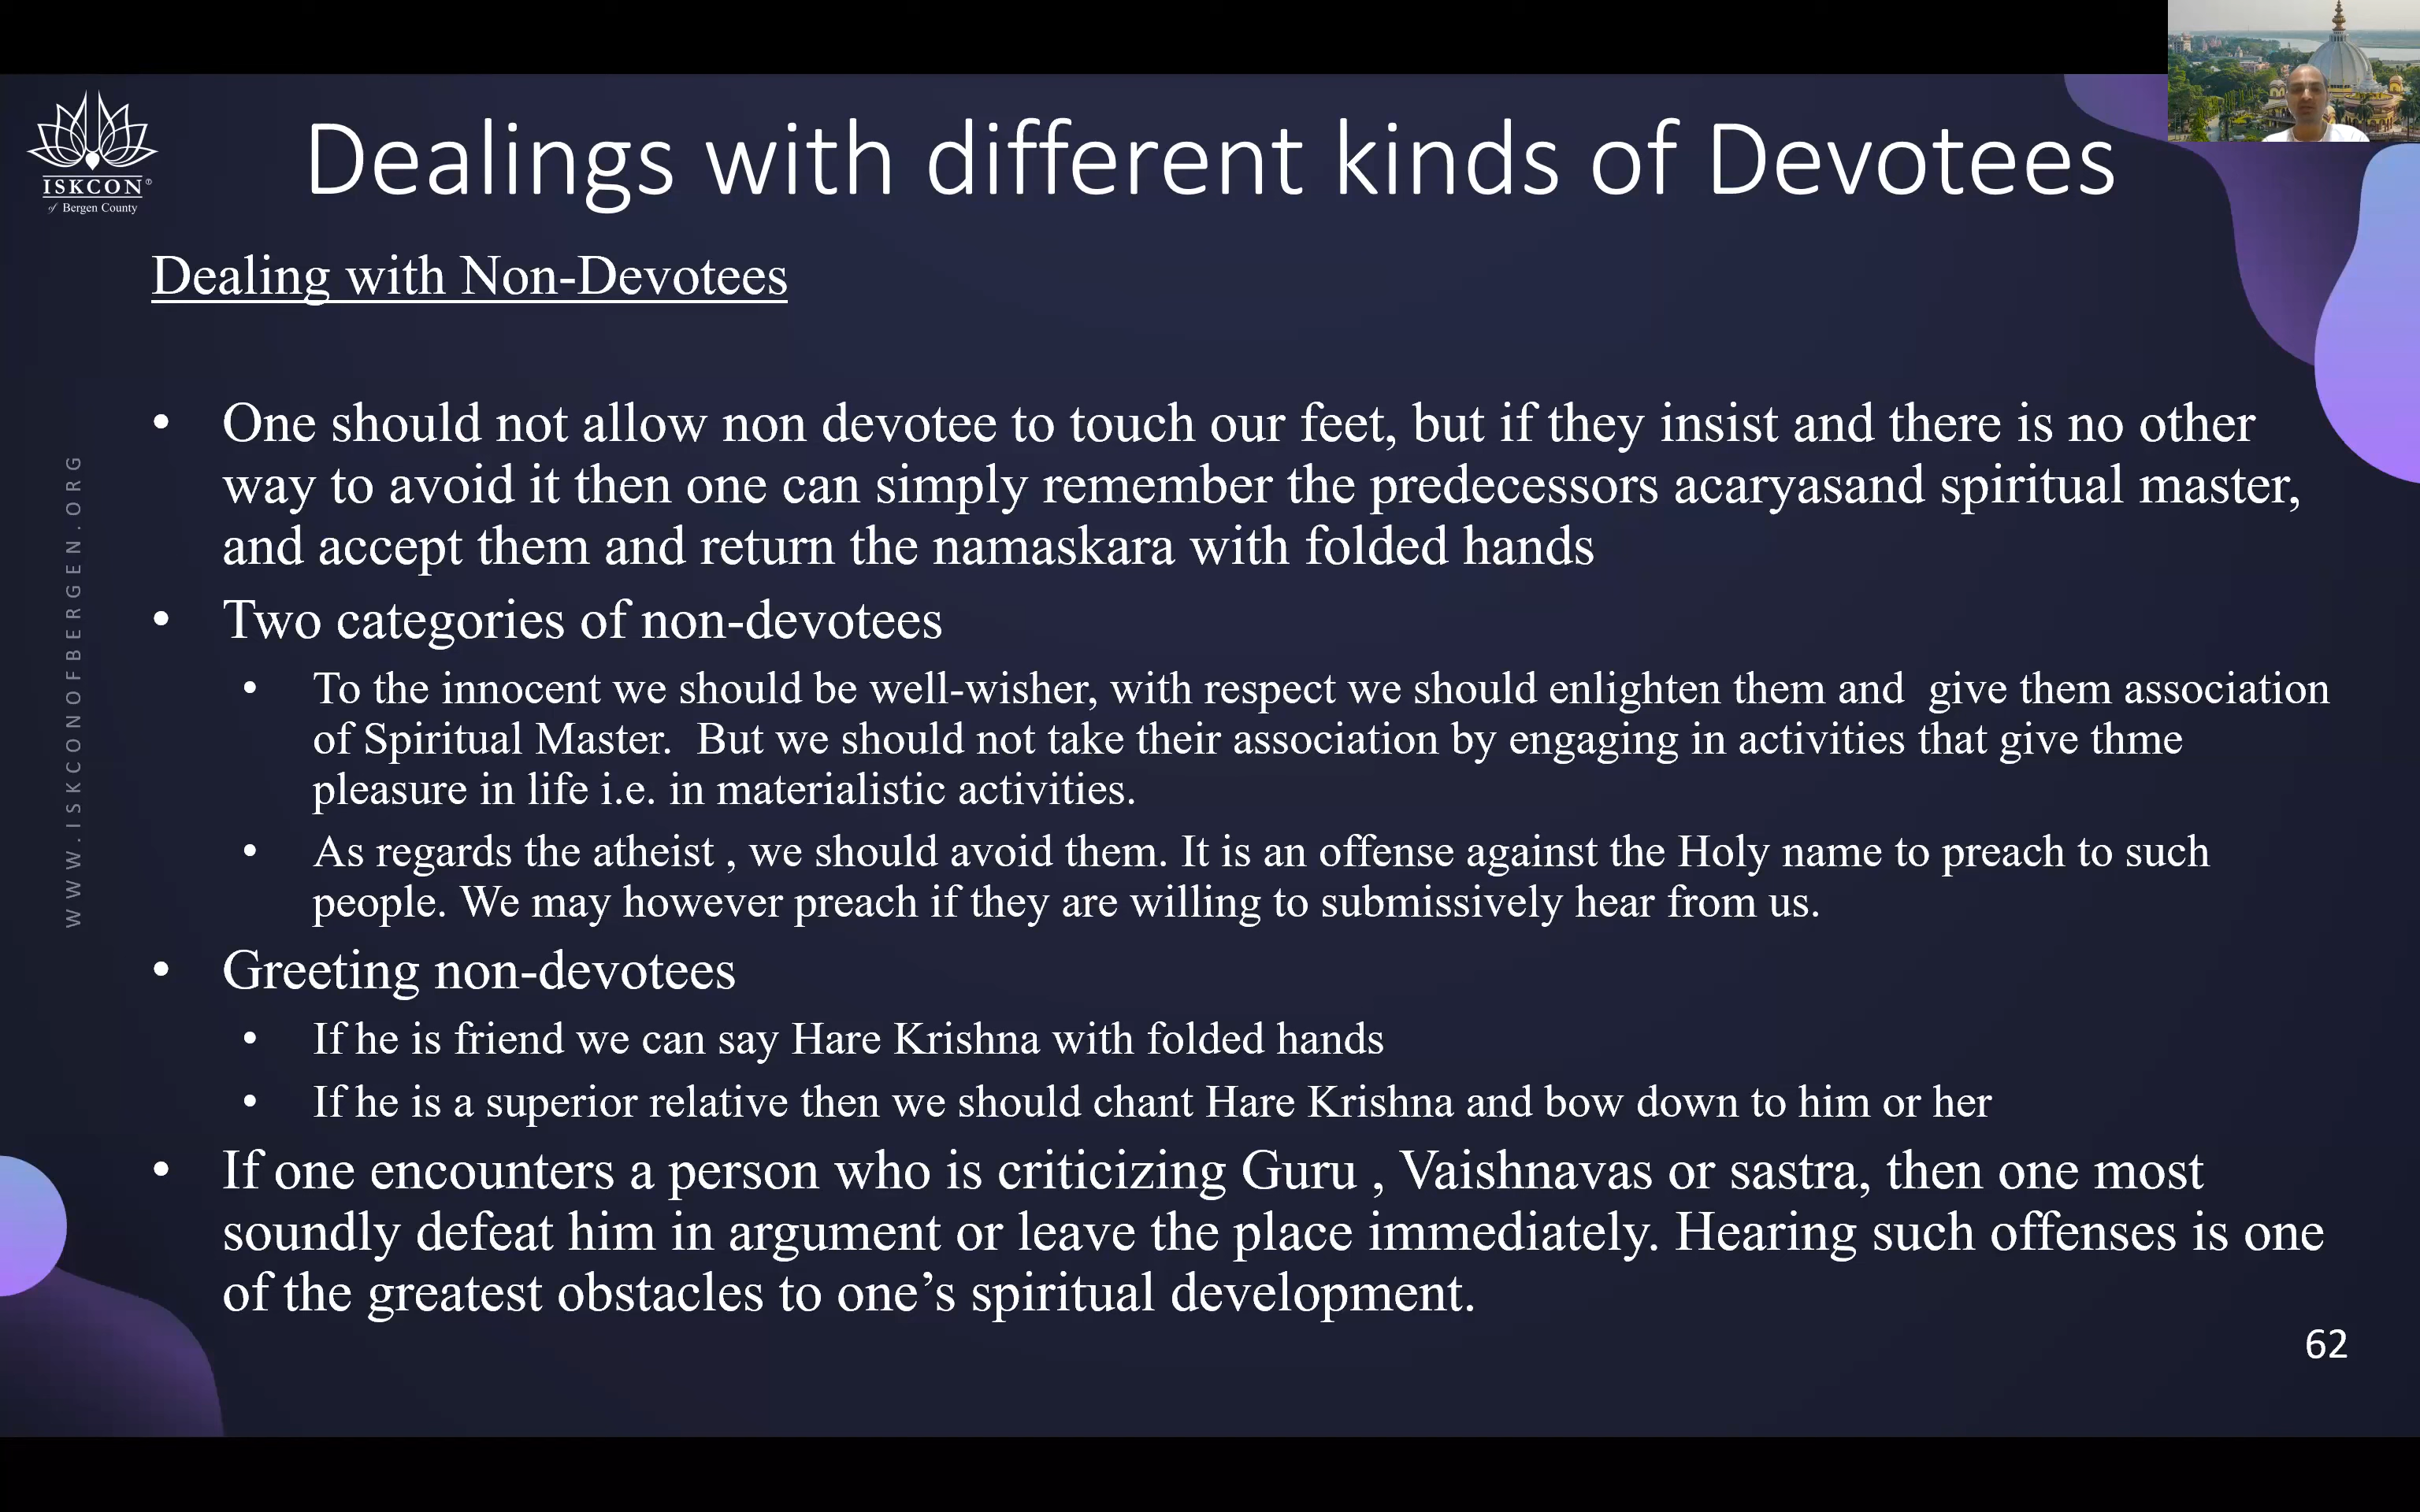 ISKCON®
of Bergen County
Dealings with different kinds of Devotees
Dealing with Non-Devotees
WWW.ISKCONOFBERGEN.ORG
• One should not allow non devotee to touch our feet, but if they insist and there is no other
way to avoid it then one can simply remember the predecessors acaryasand spiritual master,
and accept them and return the namaskara with folded hands
• Two categories of non-devotees
• To the innocent we should be well-wisher, with respect we should enlighten them and  give them association
of Spiritual Master.  But we should not take their association by engaging in activities that give thme
pleasure in life i.e. in materialistic activities.
• As regards the atheist , we should avoid them. It is an offense against the Holy name to preach to such
people. We may however preach if they are willing to submissively hear from us.
• Greeting non-devotees
• If he is friend we can say Hare Krishna with folded hands
• If he is a superior relative then we should chant Hare Krishna and bow down to him or her
• If one encounters a person who is criticizing Guru , Vaishnavas or sastra, then one most
soundly defeat him in argument or leave the place immediately. Hearing such offenses is one
of the greatest obstacles to one’s spiritual development.
62